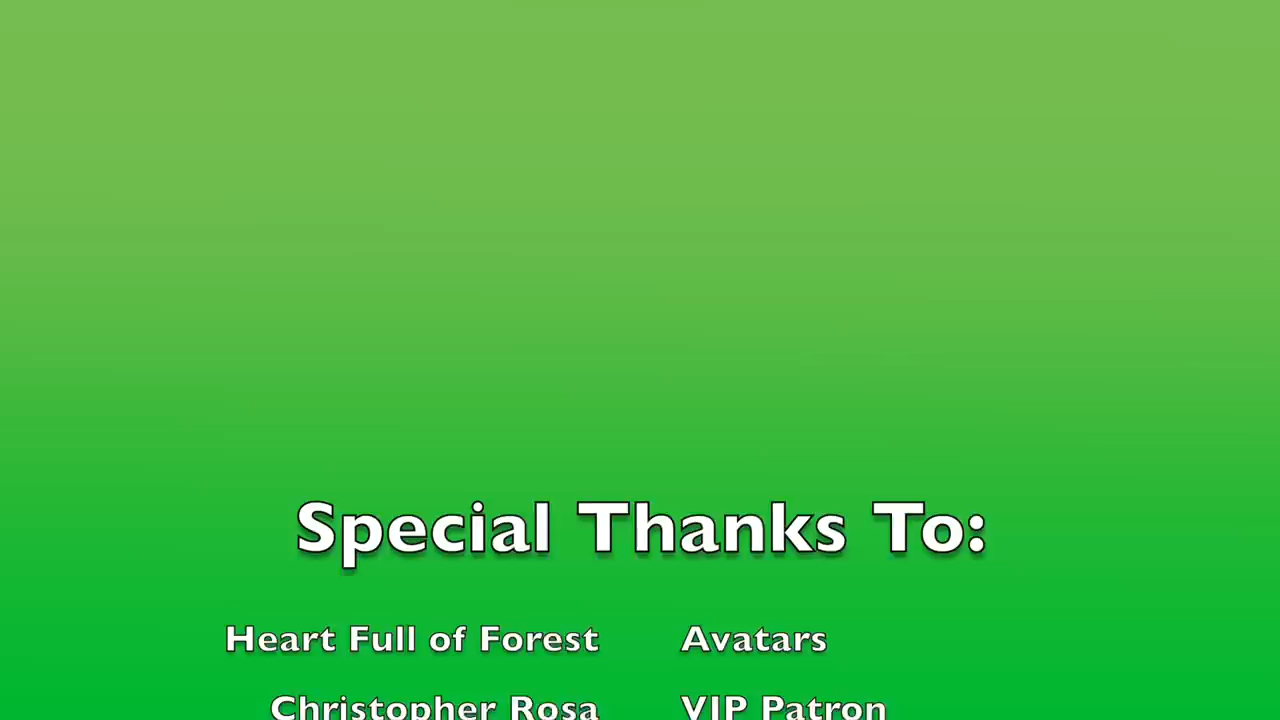 Special Thanks To:
Heart Full of Forest Avatars
Christopher Rosa VIP Patron